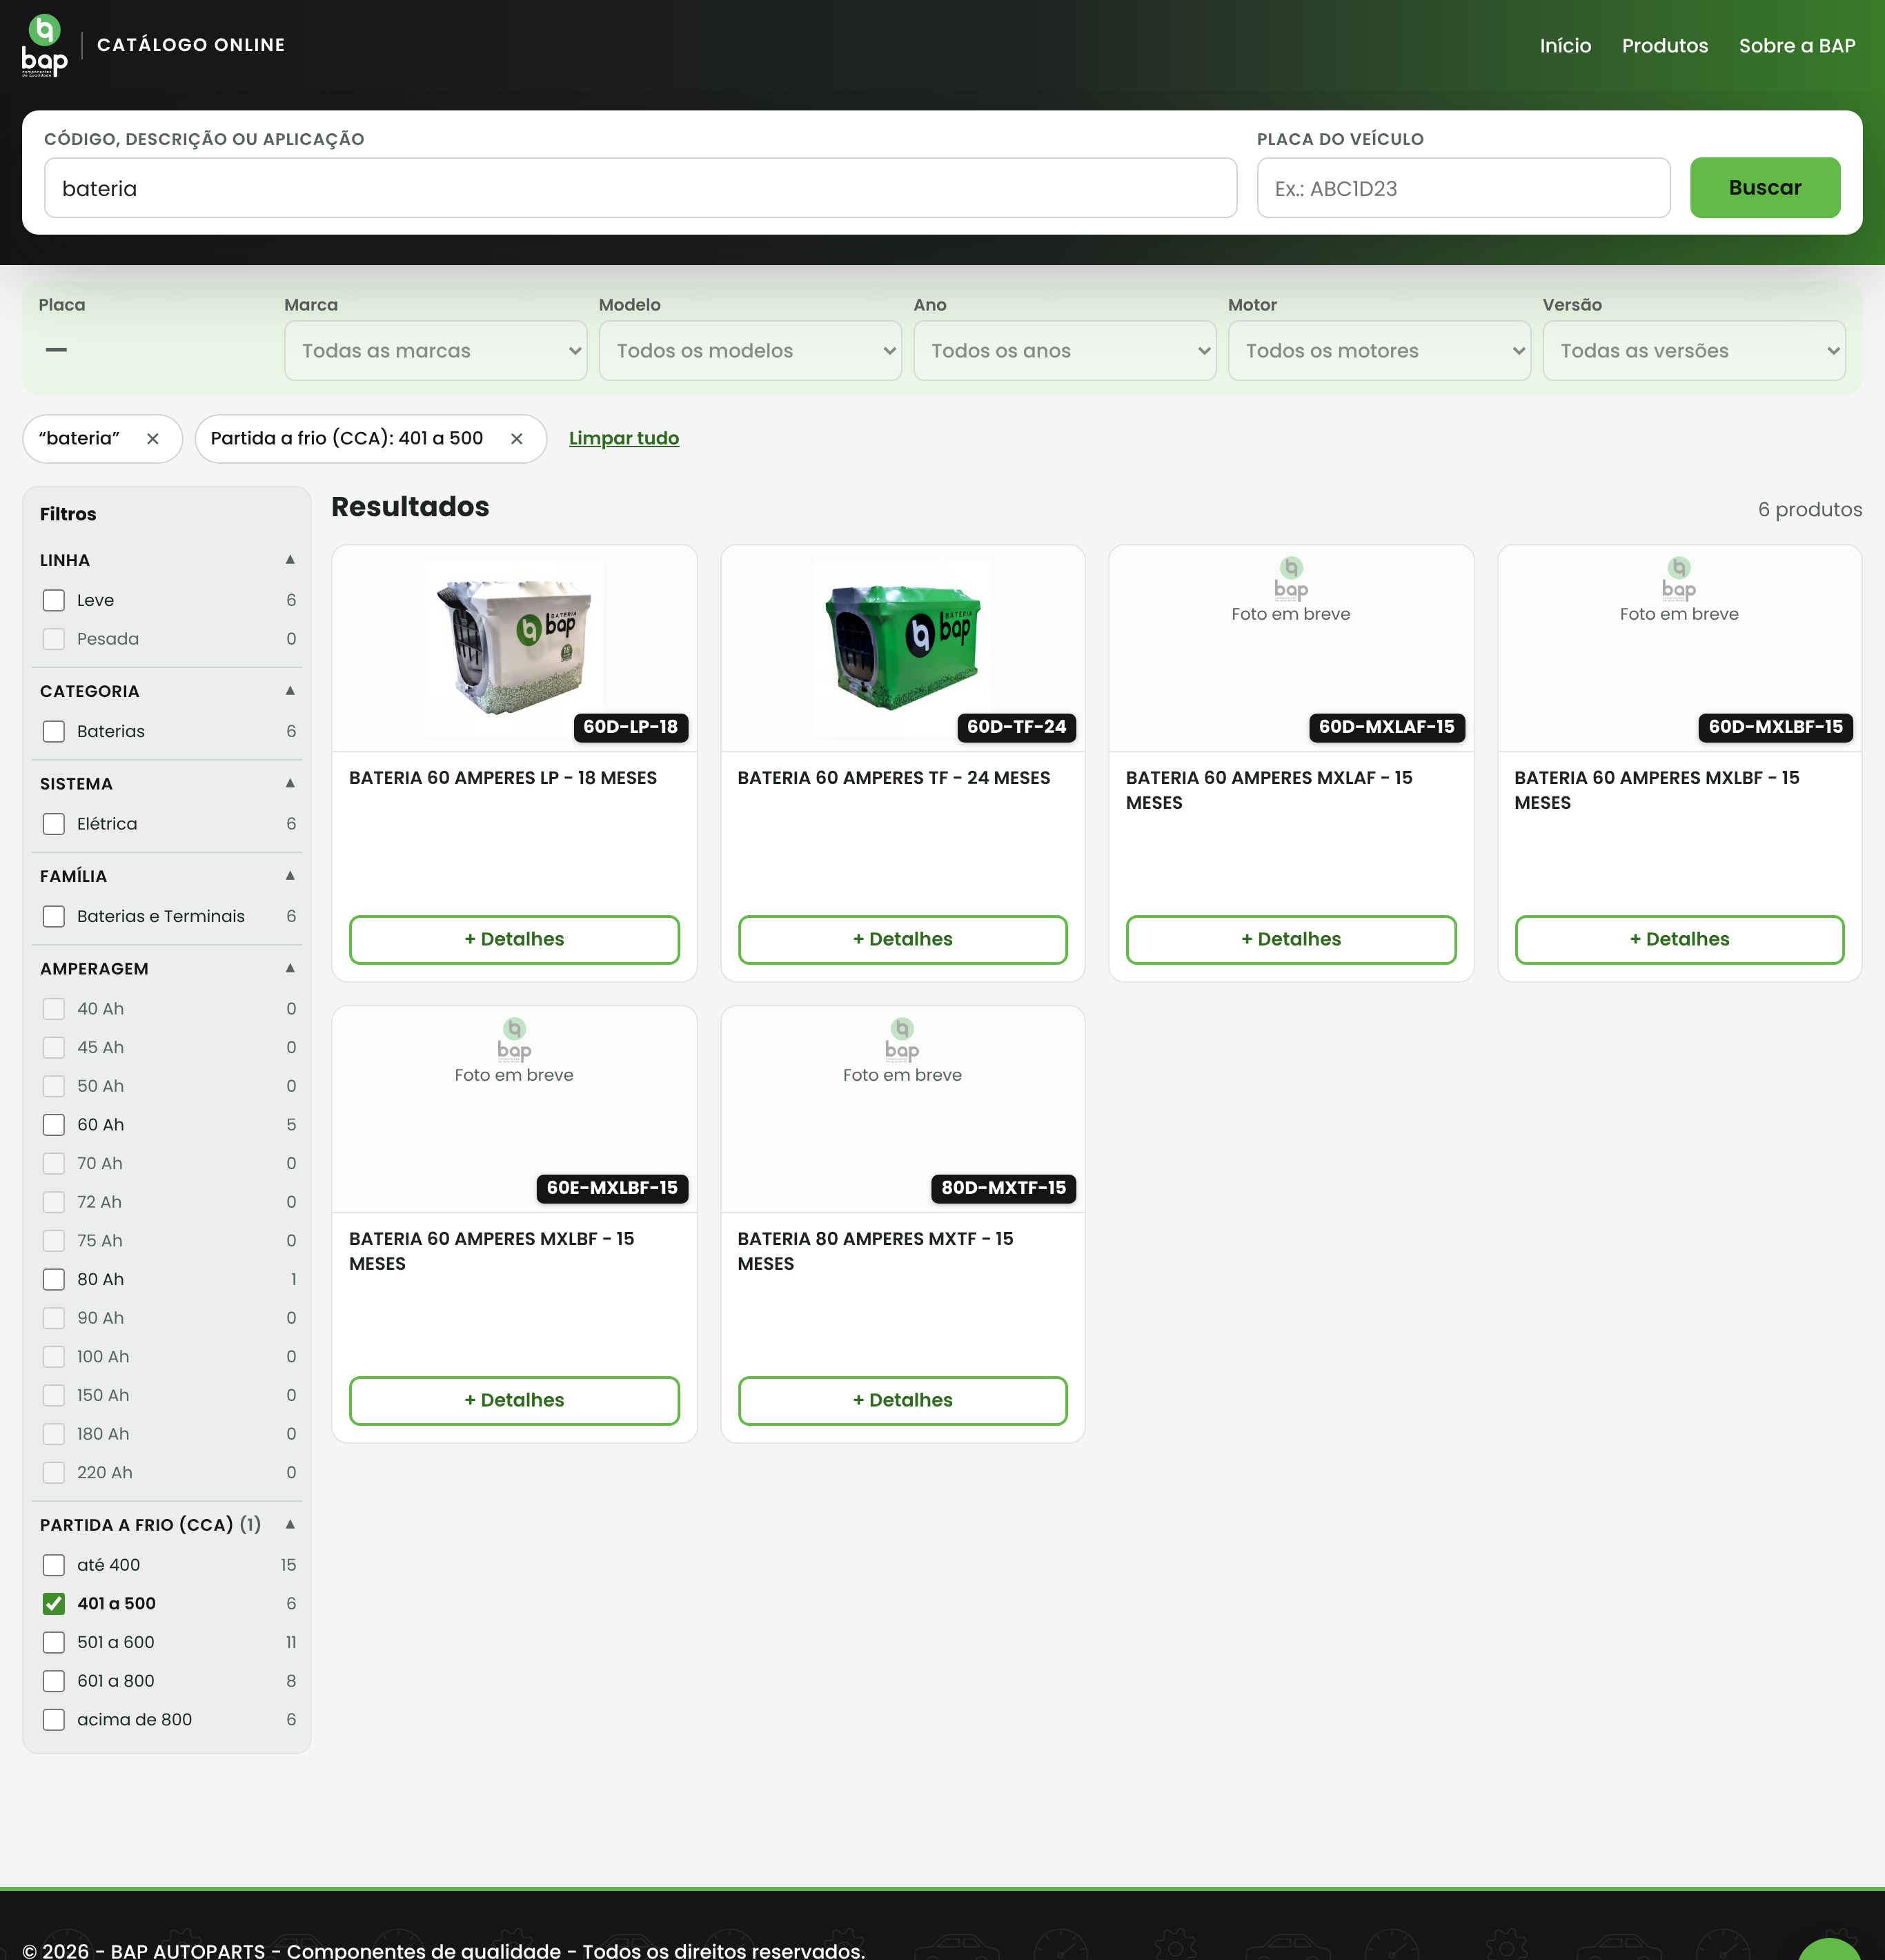 bap
CATÁLOGO ONLINE
Início
Produtos
Sobre a BAP
CÓDIGO, DESCRIÇÃO OU APLICAÇÃO
bateria
PLACA DO VEÍCULO
Ex.: ABC1D23
Buscar
Placa
—
Marca
Todas as marcas
Modelo
Todos os modelos
Ano
Todos os anos
Motor
Todos os motores
Versão
Todas as versões
“bateria” ✕
Partida a frio (CCA): 401 a 500 ✕
Limpar tudo
Filtros
LINHA ▲
Leve 6
Pesada 0
CATEGORIA ▲
Baterias 6
SISTEMA ▲
Elétrica 6
FAMÍLIA ▲
Baterias e Terminais 6
AMPERAGEM ▲
40 Ah 0
45 Ah 0
50 Ah 0
60 Ah 5
70 Ah 0
72 Ah 0
75 Ah 0
80 Ah 1
90 Ah 0
100 Ah 0
150 Ah 0
180 Ah 0
220 Ah 0
PARTIDA A FRIO (CCA) (1) ▲
até 400 15
401 a 500 6
501 a 600 11
601 a 800 8
acima de 800 6
Resultados
6 produtos
BATERIA
bap
60D-LP-18
BATERIA 60 AMPERES LP - 18 MESES
+ Detalhes
BATERIA
bap
60D-TF-24
BATERIA 60 AMPERES TF - 24 MESES
+ Detalhes
bap
Foto em breve
60D-MXLAF-15
BATERIA 60 AMPERES MXLAF - 15
MESES
+ Detalhes
bap
Foto em breve
60D-MXLBF-15
BATERIA 60 AMPERES MXLBF - 15
MESES
+ Detalhes
bap
Foto em breve
60E-MXLBF-15
BATERIA 60 AMPERES MXLBF - 15
MESES
+ Detalhes
bap
Foto em breve
80D-MXTF-15
BATERIA 80 AMPERES MXTF - 15
MESES
+ Detalhes
© 2026 - BAP AUTOPARTS - Componentes de qualidade - Todos os direitos reservados.